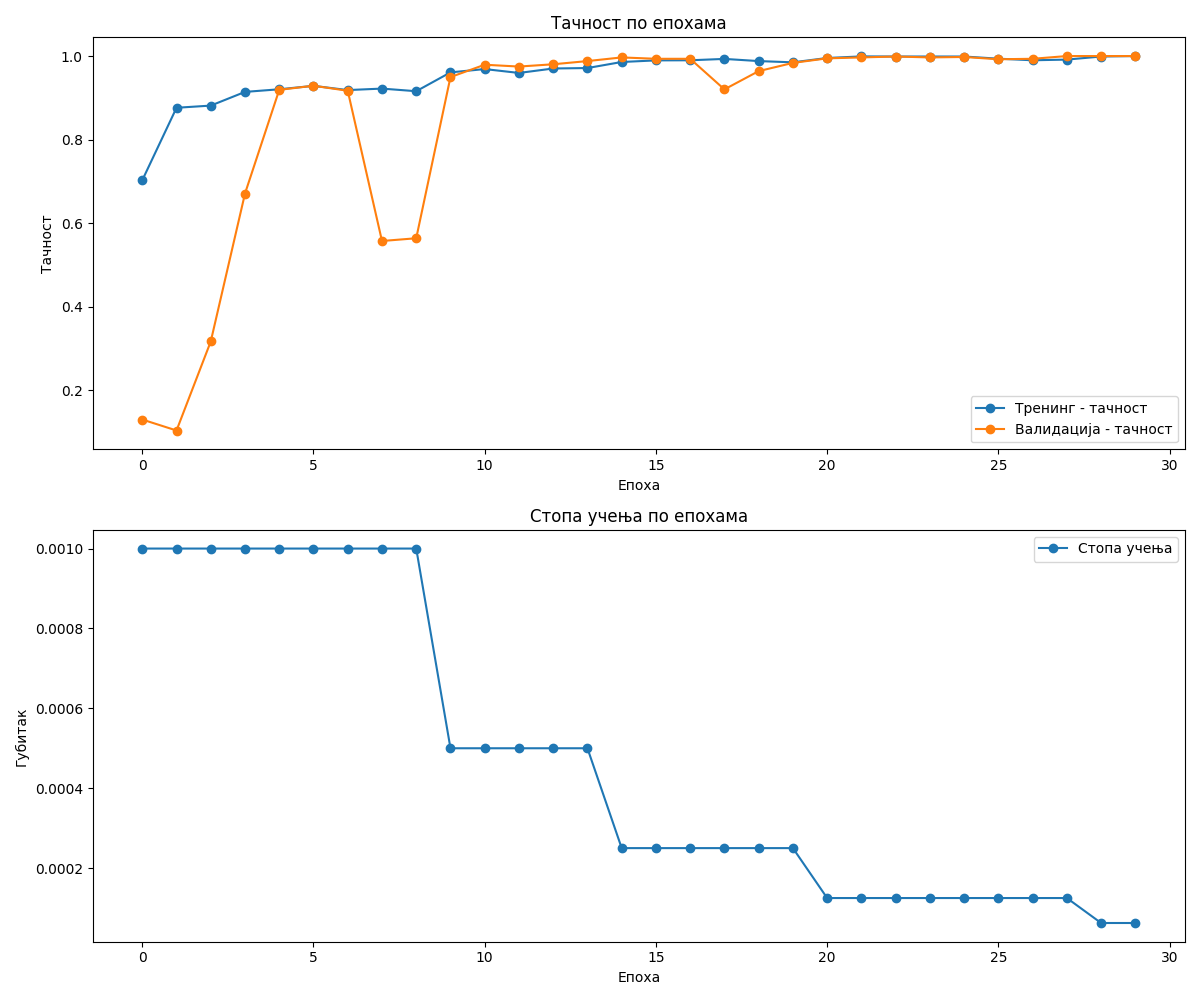 Тачност по епохама
1.0
0.8
0.6
0.4
0.2
Тачност
Тренинг - тачност
Валидација - тачност
0 5 10 15 20 25 30
Епоха
Стопа учења по епохама
0.0010
0.0008
0.0006
0.0004
0.0002
Губитак
Стопа учења
0 5 10 15 20 25 30
Епоха